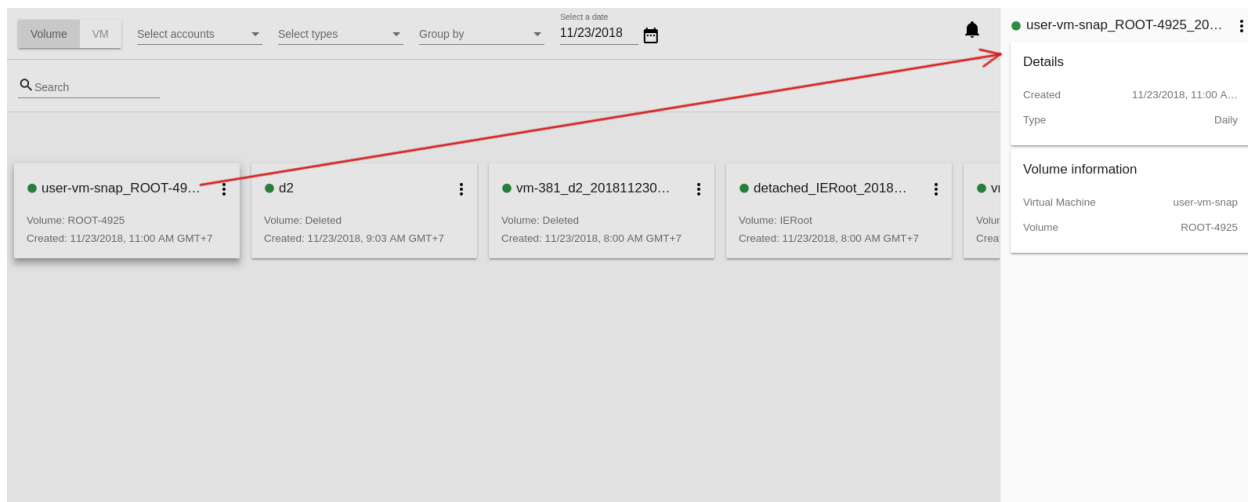 Volume VM Select accounts Select types Group by Select a date 11/23/2018
Search
user-vm-snap_ROOT-49...
Volume: ROOT-4925
Created: 11/23/2018, 11:00 AM GMT+7
d2
Volume: Deleted
Created: 11/23/2018, 9:03 AM GMT+7
vm-381_d2_201811230...
Volume: Deleted
Created: 11/23/2018, 8:00 AM GMT+7
detached_IERoot_2018...
Volume: IERoot
Created: 11/23/2018, 8:00 AM GMT+7
user-vm-snap_ROOT-4925_20...
Details
Created 11/23/2018, 11:00 A...
Type Daily
Volume information
Virtual Machine user-vm-snap
Volume ROOT-4925